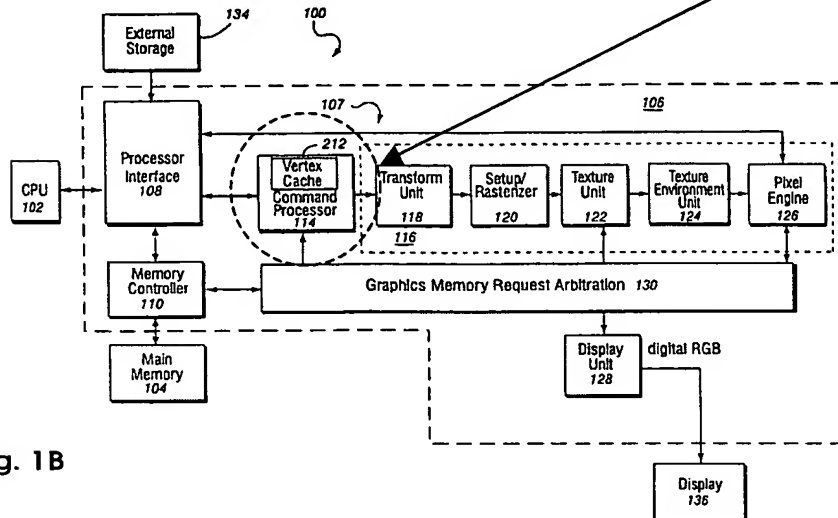 External
Storage
134
100
107
106
Processor
Interface
108
CPU
102
212
Vertex
Cache
Command
Processor
114
Transform
Unit
118
116
Setup/
Rasterizer
120
Texture
Unit
122
Texture
Environment
Unit
124
Pixel
Engine
126
Memory
Controller
110
Graphics Memory Request Arbitration 130
Main
Memory
104
Display
Unit
128
digital RGB
g. 1B
Display
136